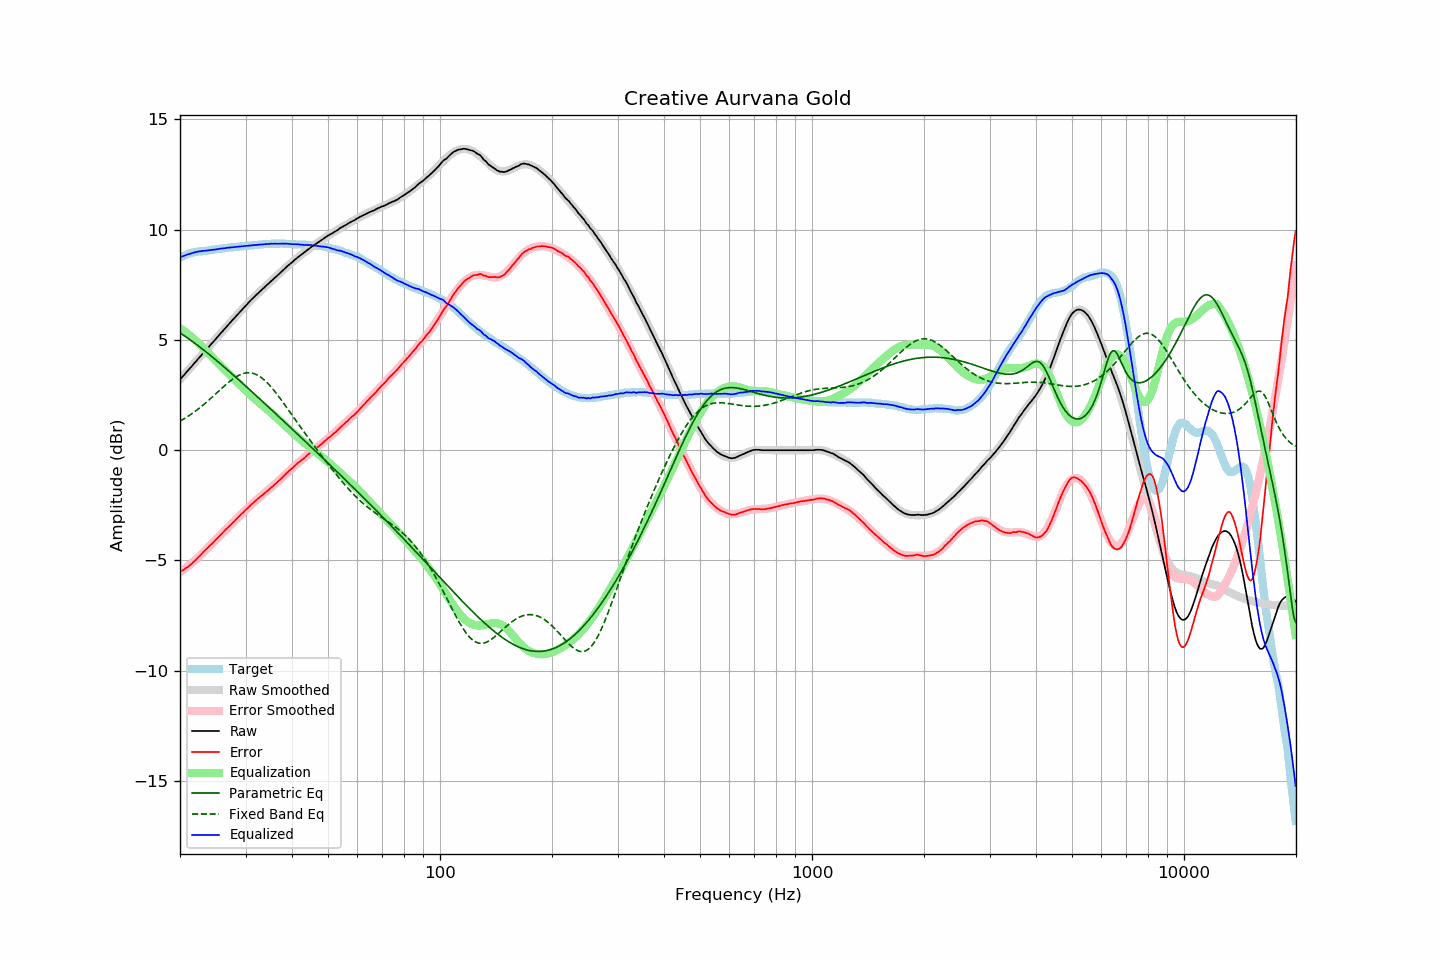 Creative Aurvana Gold
15
10
5
0
−5
−10
−15
Amplitude (dBr)
Target
Raw Smoothed
Error Smoothed
Raw
Error
Equalization
Parametric Eq
Fixed Band Eq
Equalized
100
1000
10000
Frequency (Hz)